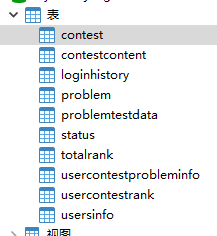 表
contest
contestcontent
loginhistory
problem
problemtestdata
status
totalrank
usercontestprobleminfo
usercontestrank
usersinfo
视图